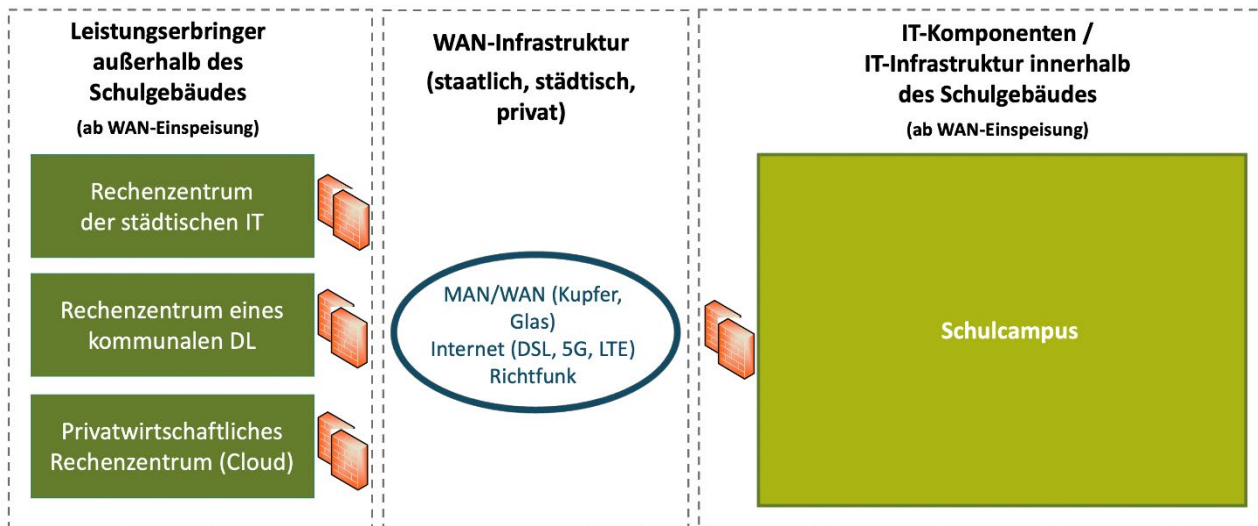 Leistungserbringer
außerhalb des
Schulgebäudes
(ab WAN-Einspeisung)
Rechenzentrum
der städtischen IT
Rechenzentrum eines
kommunalen DL
Privatwirtschaftliches
Rechenzentrum (Cloud)
WAN-Infrastruktur
(staatlich, städtisch,
privat)
MAN/WAN (Kupfer,
Glas)
Internet (DSL, 5G, LTE)
Richtfunk
IT-Komponenten /
IT-Infrastruktur innerhalb
des Schulgebäudes
(ab WAN-Einspeisung)
Schulcampus